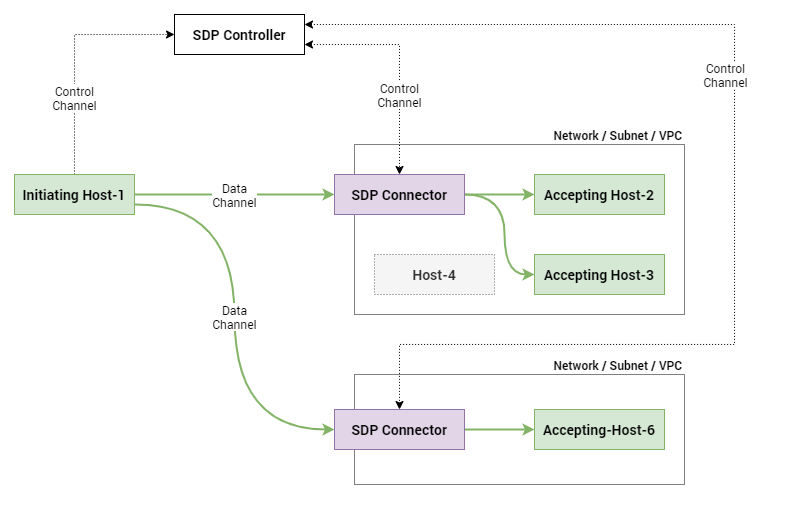 SDP Controller
Control
Channel
Control
Channel
Control
Channel
Network / Subnet / VPC
Initiating Host-1
Data
Channel
SDP Connector
Accepting Host-2
Host-4
Accepting Host-3
Data
Channel
Network / Subnet / VPC
SDP Connector
Accepting-Host-6